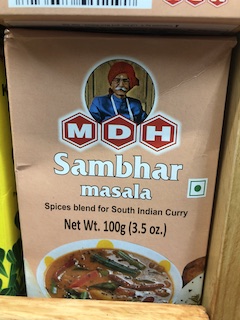 MDH
Sambhar
masala
Spices blend for South Indian Curry
Net Wt. 100g (3.5 oz.)